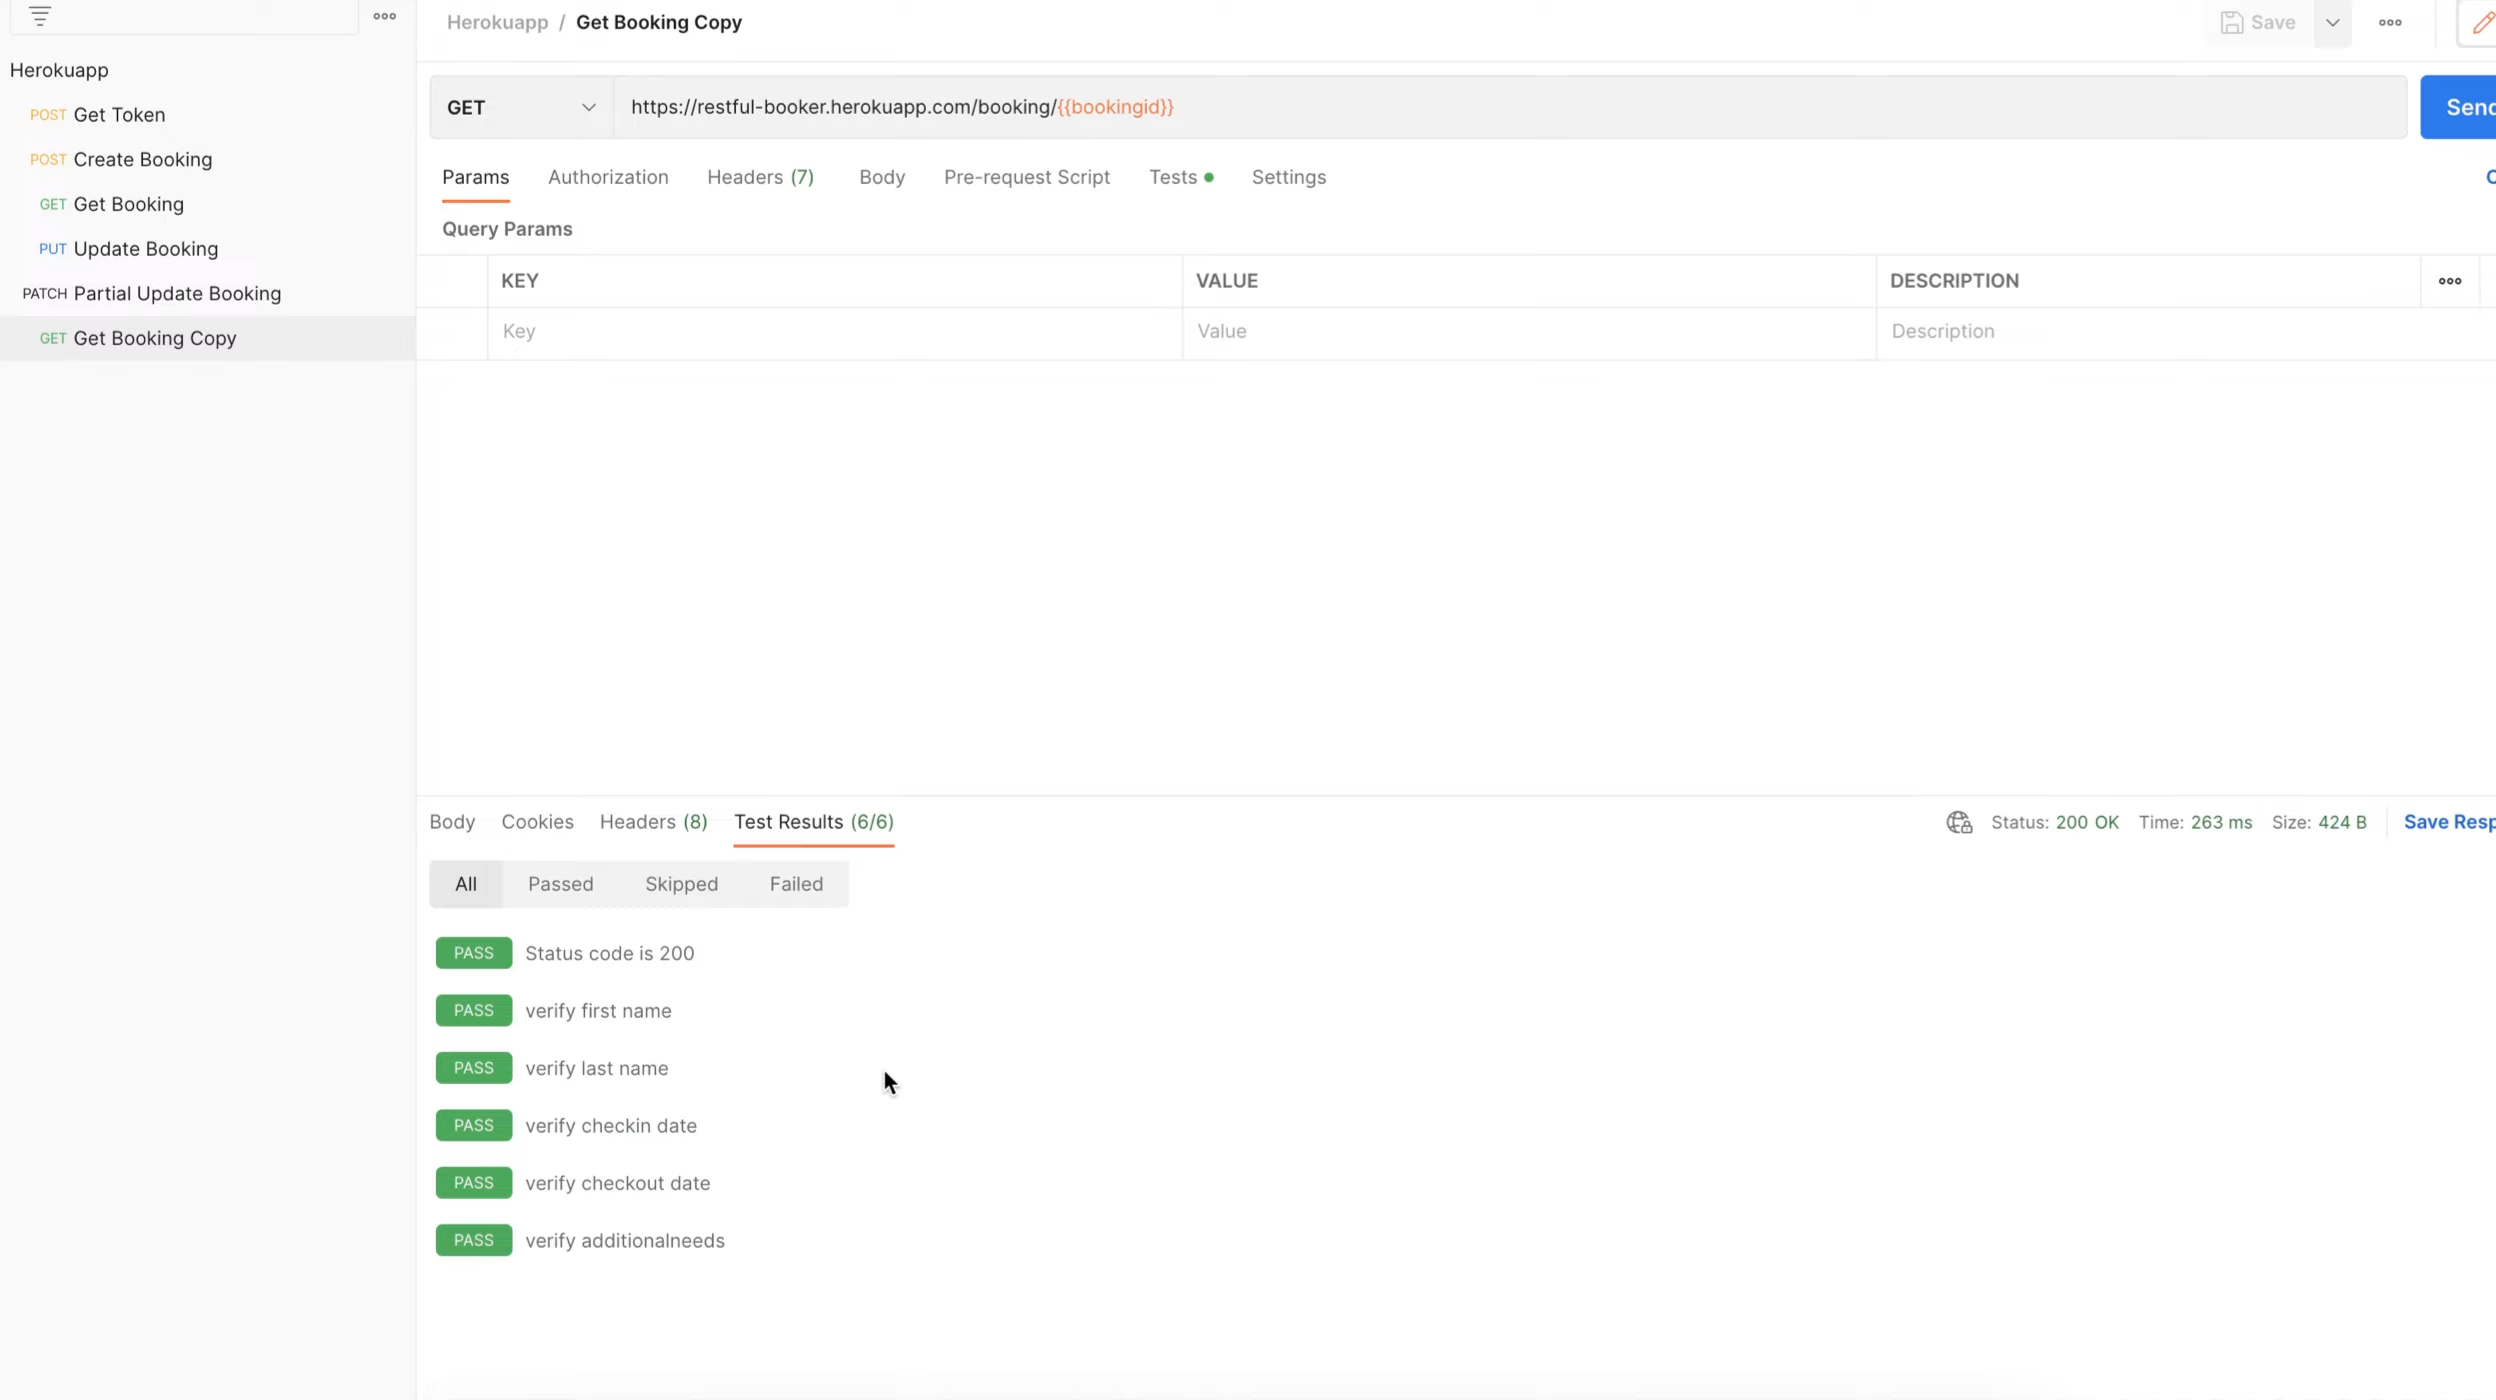 Herokuapp / Get Booking Copy
Save
Herokuapp
POST Get Token
POST Create Booking
GET Get Booking
PUT Update Booking
PATCH Partial Update Booking
GET Get Booking Copy
GET
https://restful-booker.herokuapp.com/booking/{{bookingid}}
Send
Params Authorization Headers (7) Body Pre-request Script Tests Settings
Query Params
KEY VALUE DESCRIPTION
Key Value Description
Body Cookies Headers (8) Test Results (6/6)
Status: 200 OK Time: 263 ms Size: 424 B Save Resp
All Passed Skipped Failed
PASS Status code is 200
PASS verify first name
PASS verify last name
PASS verify checkin date
PASS verify checkout date
PASS verify additionalneeds